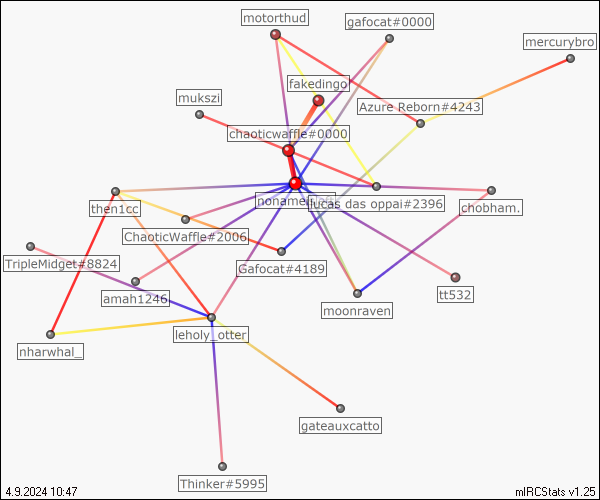 motorthud
gafocat#0000
mercurybro
fakedingo
mukszi
Azure Reborn#4243
chaoticwaffle#0000
lucas das oppai#2396
then1cc
chobham.
ChaoticWaffle#2006
TripleMidget#8824
Gafocat#4189
amah1246
tt532
moonraven
leholy_otter
nharwhal_
gateauxcatto
Thinker#5995
4.9.2024 10:47
mIRCStats v1.25